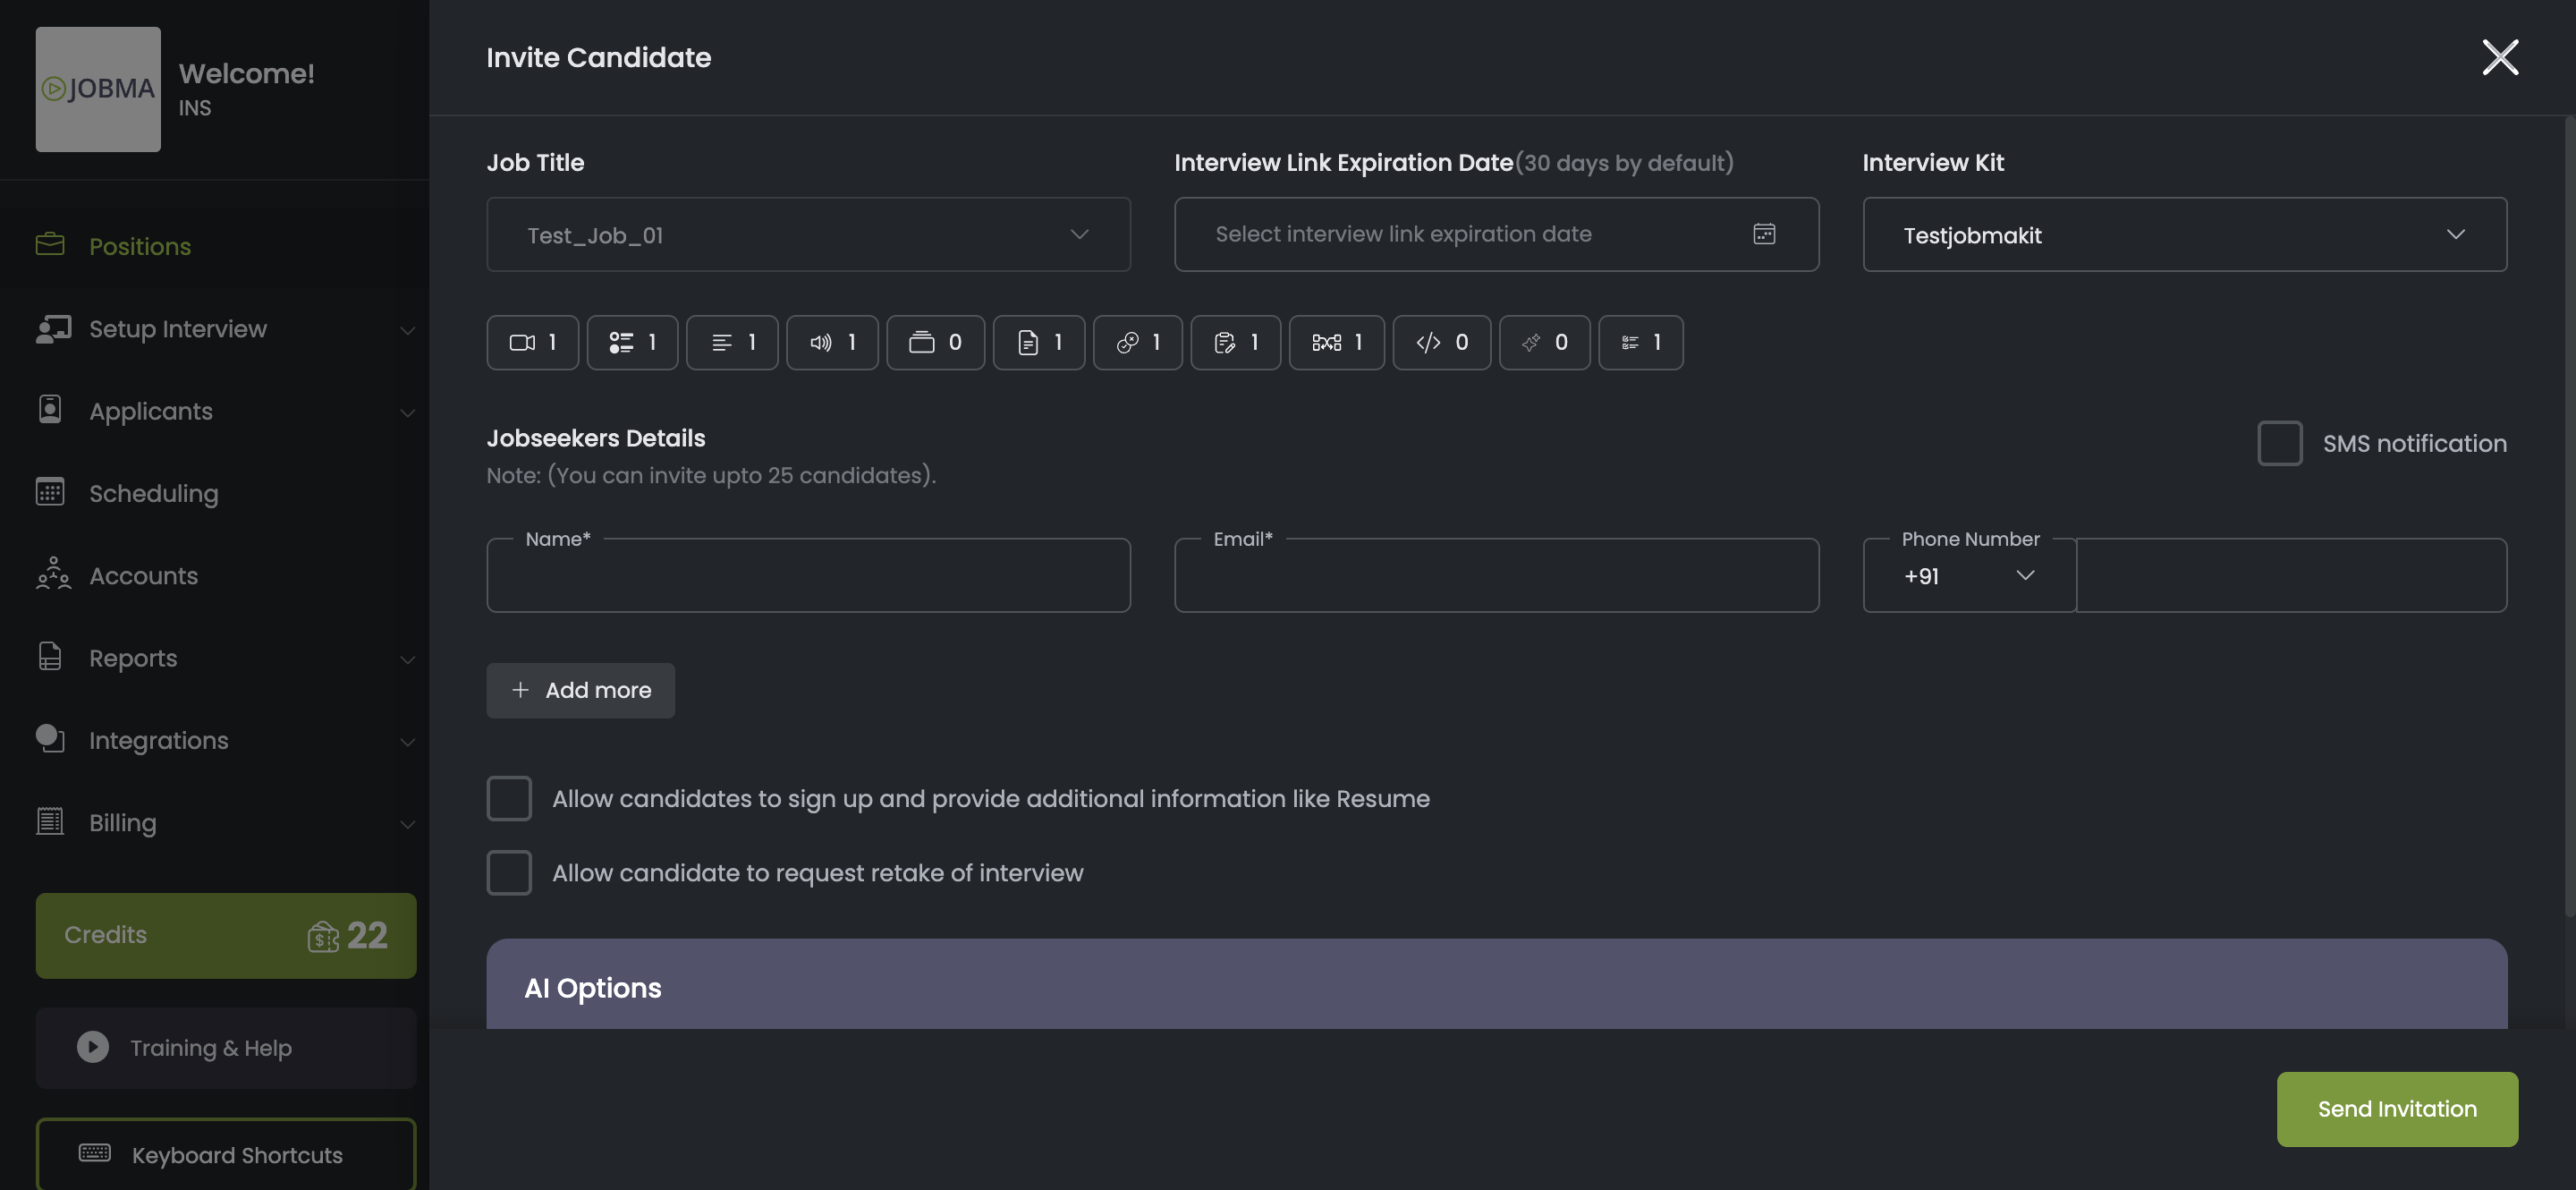 JOBMA
Welcome!
INS
Positions
Setup Interview
Applicants
Scheduling
Accounts
Reports
Integrations
Billing
Credits
22
Training & Help
Keyboard Shortcuts
Invite Candidate
Job Title
Test_Job_01
Interview Link Expiration Date(30 days by default)
Select interview link expiration date
Interview Kit
Testjobmakit
1 1 1 1 0 1 1 1 1 </> 0 0 1
Jobseekers Details
Note: (You can invite upto 25 candidates).
SMS notification
Name*
Email*
Phone Number
+91
+ Add more
Allow candidates to sign up and provide additional information like Resume
Allow candidate to request retake of interview
AI Options
Send Invitation